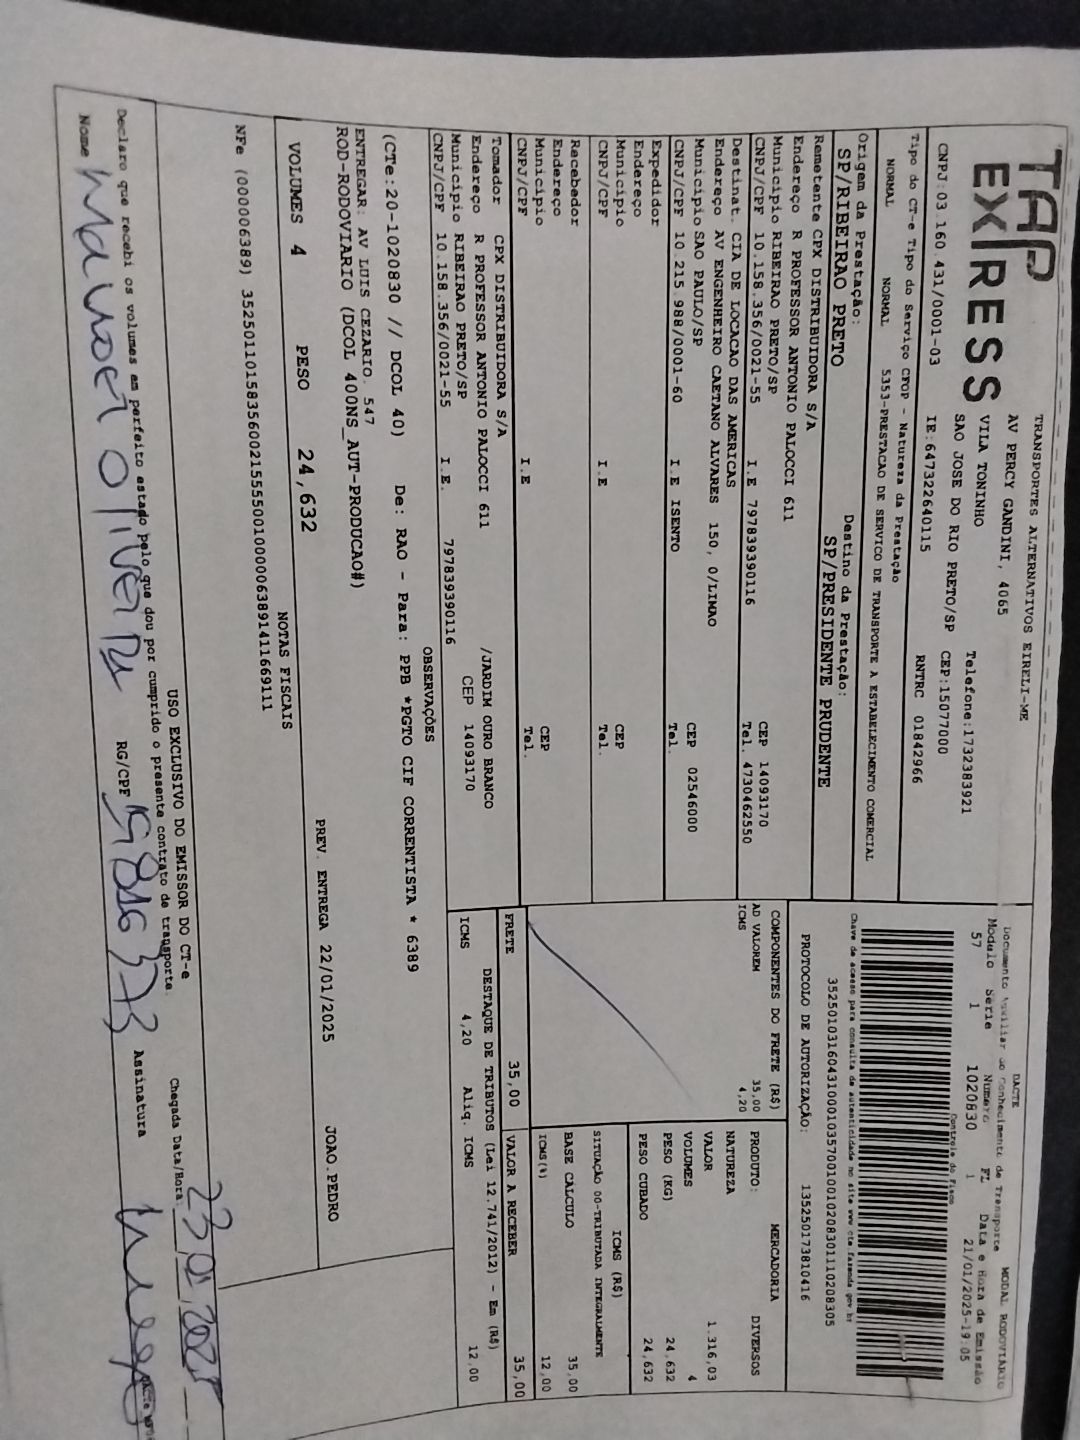 TAP
EXPRESS
TRANSPORTES ALTERNATIVOS EIRELI-ME
AV PERCY GANDINI, 4065
VILA TONINHO Telefone:1732383921
SAO JOSE DO RIO PRETO/SP CEP:15077000
CNPJ:03.160.431/0001-03 IE:647322640115 RNTRC 01842966
DACTE
Documento Auxiliar do Conhecimento de Transporte MODAL RODOVIÁRIO
Modulo Serie Numero FL Data e Hora de Emissão
57 1 1020830 1 21/01/2025-19:05
Controle do Fisco
Chave de acesso para consulta de autenticidade no site www.cte.fazenda.gov.br
PROTOCOLO DE AUTORIZAÇÃO: 135250173810416
Tipo do CT-e Tipo do Serviço CFOP - Natureza da Prestação
NORMAL NORMAL 5353-PRESTACAO DE SERVICO DE TRANSPORTE A ESTABELECIMENTO COMERCIAL
Origem da Prestação: Destino da Prestação:
SP/RIBEIRAO PRETO SP/PRESIDENTE PRUDENTE
Remetente CPX DISTRIBUIDORA S/A
Endereço R PROFESSOR ANTONIO PALOCCI 611
Municipio RIBEIRAO PRETO/SP CEP 14093170
CNPJ/CPF 10.158.356/0021-55 I.E 797839390116 Tel. 4730462550
Destinat. CIA DE LOCACAO DAS AMERICAS
Endereço AV ENGENHEIRO CAETANO ALVARES 150, 0/LIMAO
Municipio SAO PAULO/SP CEP 02546000
CNPJ/CPF 10.215.988/0001-60 I.E ISENTO Tel.
Expedidor
Endereço
Municipio CEP
CNPJ/CPF I.E Tel.
Recebedor
Endereço
Municipio CEP
CNPJ/CPF I.E Tel.
Tomador CPX DISTRIBUIDORA S/A
Endereço R PROFESSOR ANTONIO PALOCCI 611 /JARDIM OURO BRANCO
Municipio RIBEIRAO PRETO/SP CEP 14093170
CNPJ/CPF 10.158.356/0021-55 I.E. 797839390116
COMPONENTES DO FRETE (R$)
AD VALOREM 35,00
ICMS 4,20
PRODUTO: MERCADORIA
NATUREZA DIVERSOS
VALOR 1.316,03
VOLUMES 4
PESO (KG) 24,632
PESO CUBADO 24,632
ICMS (R$)
SITUAÇÃO 00-TRIBUTADA INTEGRALMENTE
BASE CÁLCULO 35,00
ICMS(%) 12,00
FRETE 35,00 VALOR A RECEBER 35,00
DESTAQUE DE TRIBUTOS (Lei 12.741/2012) - Em (R$)
ICMS 4,20 Aliq. ICMS 12,00
OBSERVAÇÕES
(CTe:20-1020830 // DCOL 40) De: RAO - Para: PPB *PGTO CIF CORRENTISTA * 6389
ENTREGAR: AV LUIS CEZARIO, 547
ROD-RODOVIARIO (DCOL 400NS_AUT-PRODUCAO#)
VOLUMES 4 PESO 24,632 PREV. ENTREGA 22/01/2025 JOAO.PEDRO
NOTAS FISCAIS
NFe (000006389)
USO EXCLUSIVO DO EMISSOR DO CT-e
Declaro que recebi os volumes em perfeito estado pelo que dou por cumprido o presente contrato de transporte.
Chegada Data/Hora 23/01/2025
Nome Manoel Oliveira RG/CPF Assinatura